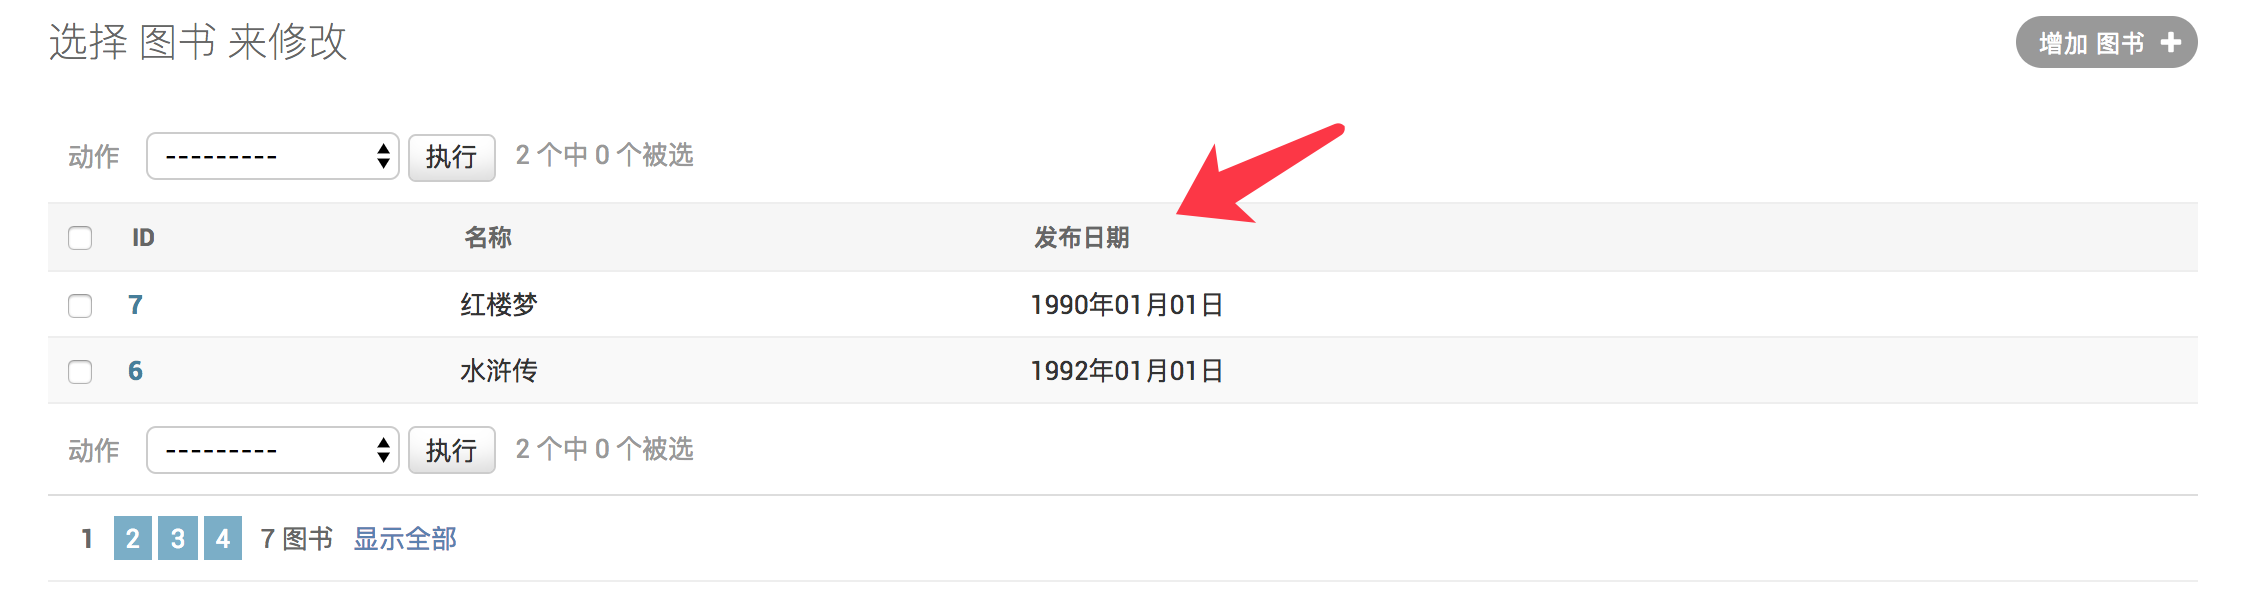 选择 图书 来修改
增加 图书 +
动作 --------- 执行 2 个中 0 个被选
ID 名称 发布日期
7 红楼梦 1990年01月01日
6 水浒传 1992年01月01日
动作 --------- 执行 2 个中 0 个被选
1 2 3 4 7 图书 显示全部